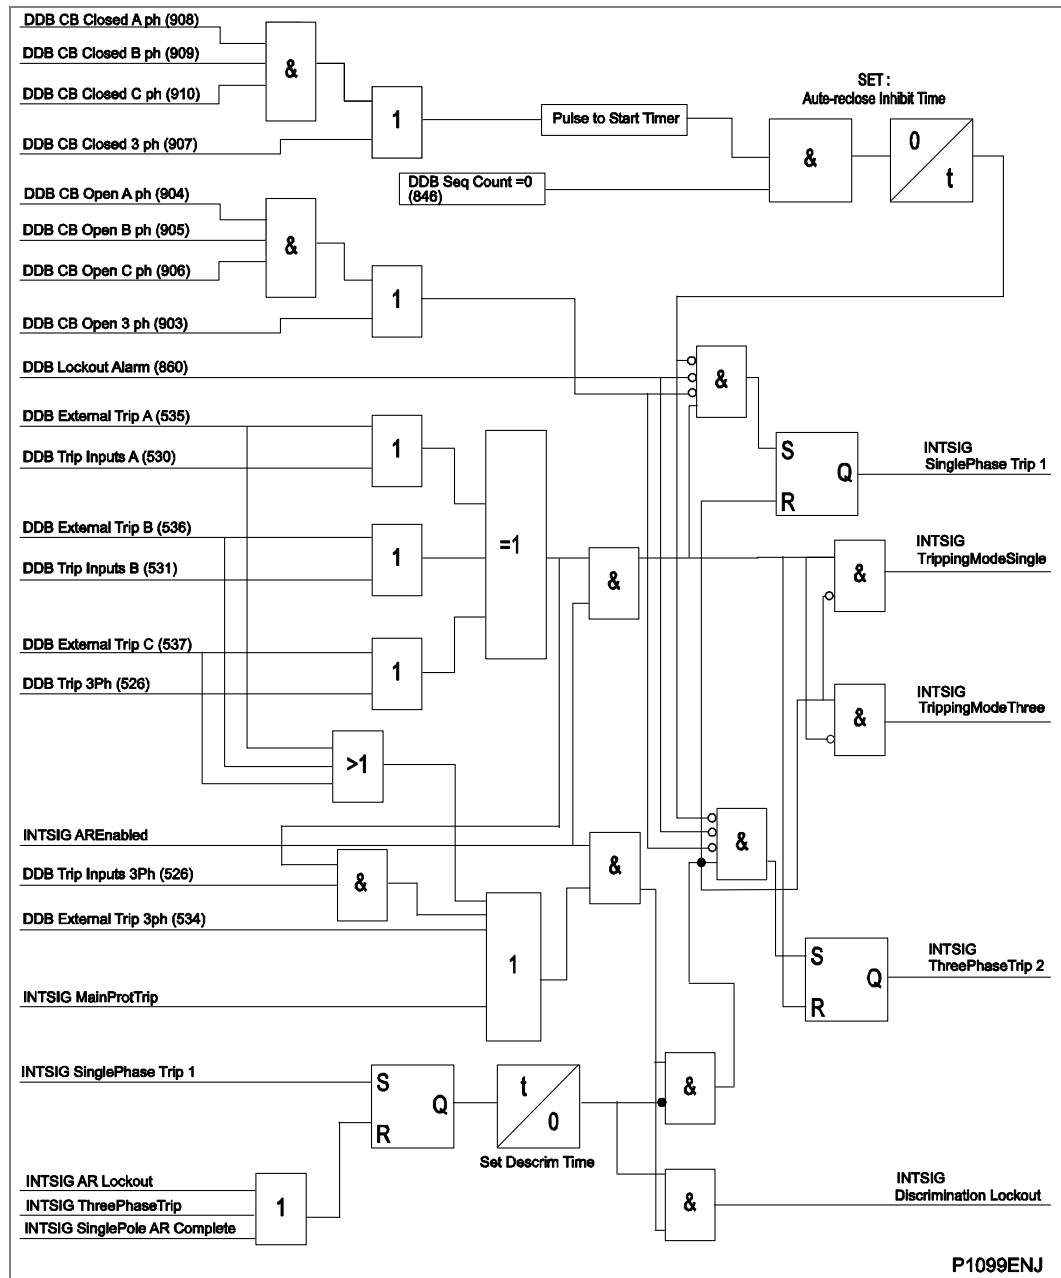 DDB CB Closed A ph (908)
DDB CB Closed B ph (909)
&
DDB CB Closed C ph (910)
1
DDB CB Closed 3 ph (907)
Pulse to Start Timer
SET :
Aute-reclose Inhibit Time
&
0
t
DDB Seq Count =0
(846)
DDB CB Open A ph (904)
DDB CB Open B ph (905)
&
DDB CB Open C ph (906)
1
DDB CB Open 3 ph (903)
DDB Lockout Alarm (860)
&
DDB External Trip A (535)
1
DDB Trip Inputs A (530)
S
Q
R
INTSIG
SinglePhase Trip 1
DDB External Trip B (536)
1
DDB Trip Inputs B (531)
=1
&
INTSIG
TrippingModeSingle
&
DDB External Trip C (537)
1
DDB Trip 3Ph (526)
INTSIG
TrippingModeThree
&
>1
INTSIG AREnabled
&
&
DDB Trip Inputs 3Ph (526)
&
DDB External Trip 3ph (534)
1
INTSIG MainProtTrip
S
Q
R
INTSIG
ThreePhaseTrip 2
INTSIG SinglePhase Trip 1
S
Q
R
t
0
Set Descrim Time
&
INTSIG AR Lockout
INTSIG ThreePhaseTrip
1
INTSIG SinglePole AR Complete
&
INTSIG
Discrimination Lockout
P1099ENJ